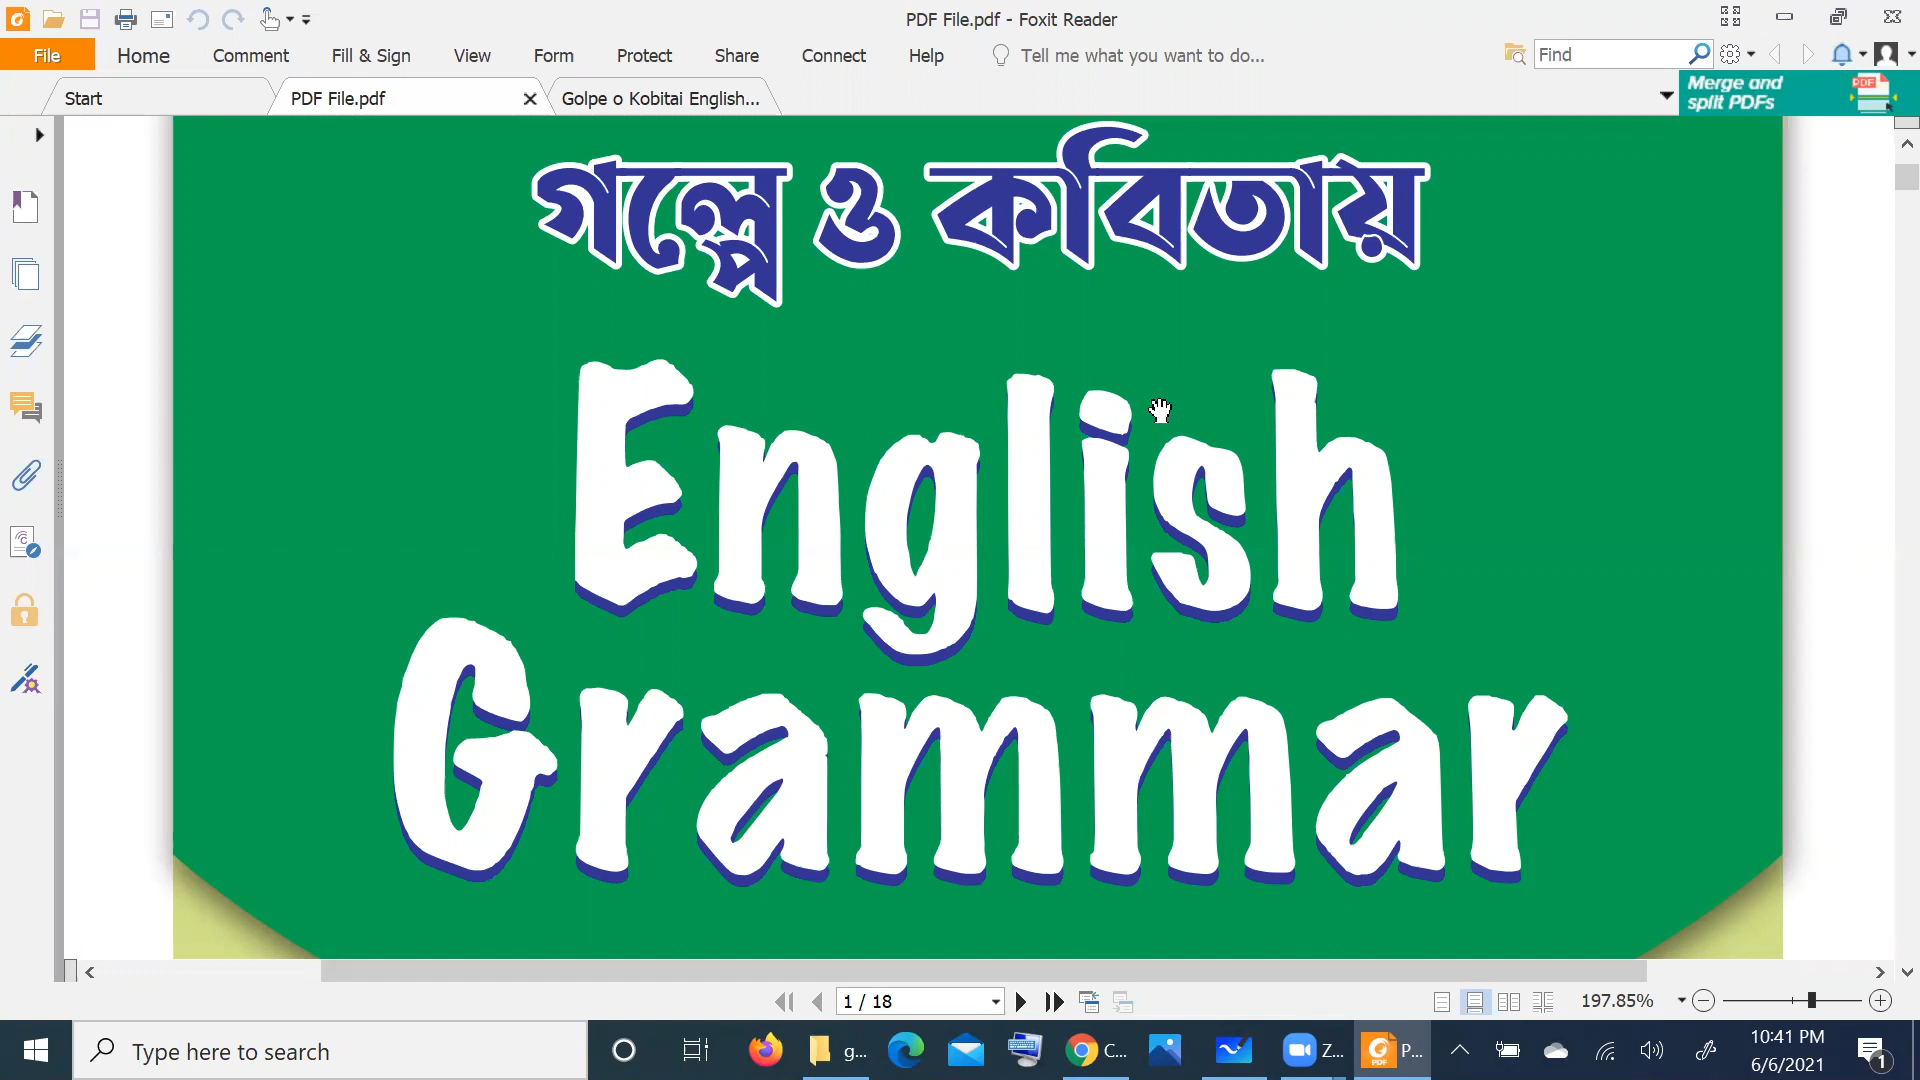 PDF File.pdf - Foxit Reader
File Home Comment Fill & Sign View Form Protect Share Connect Help Tell me what you want to do... Find
Start PDF File.pdf Golpe o Kobitai English... Merge and
split PDFs
গল্পে ও কবিতায়
English
Grammar
1 / 18 197.85%
Type here to search g... C... Z... P... 10:41 PM
6/6/2021 1